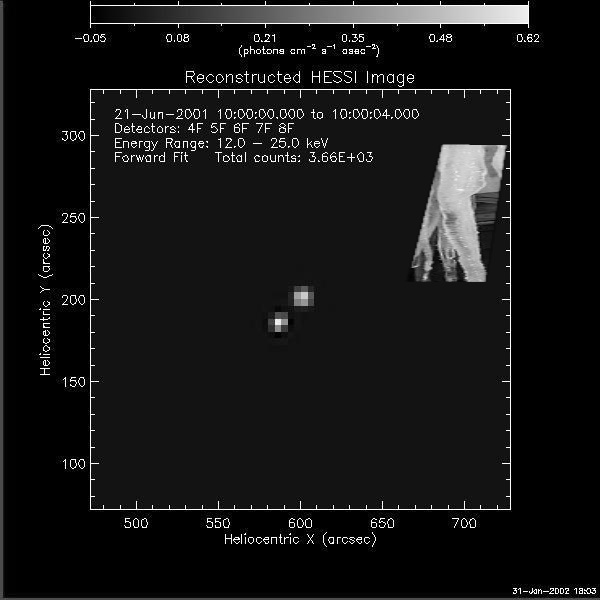 -0.05 0.08 0.21 0.35 0.48 0.62
(photons cm⁻² s⁻¹ asec⁻²)
Reconstructed HESSI Image
21-Jun-2001 10:00:00.000 to 10:00:04.000
Detectors: 4F 5F 6F 7F 8F
Energy Range: 12.0 - 25.0 keV
Forward Fit Total counts: 3.66E+03
300
250
200
150
100
Heliocentric Y (arcsec)
500 550 600 650 700
Heliocentric X (arcsec)
31-Jan-2002 18:03